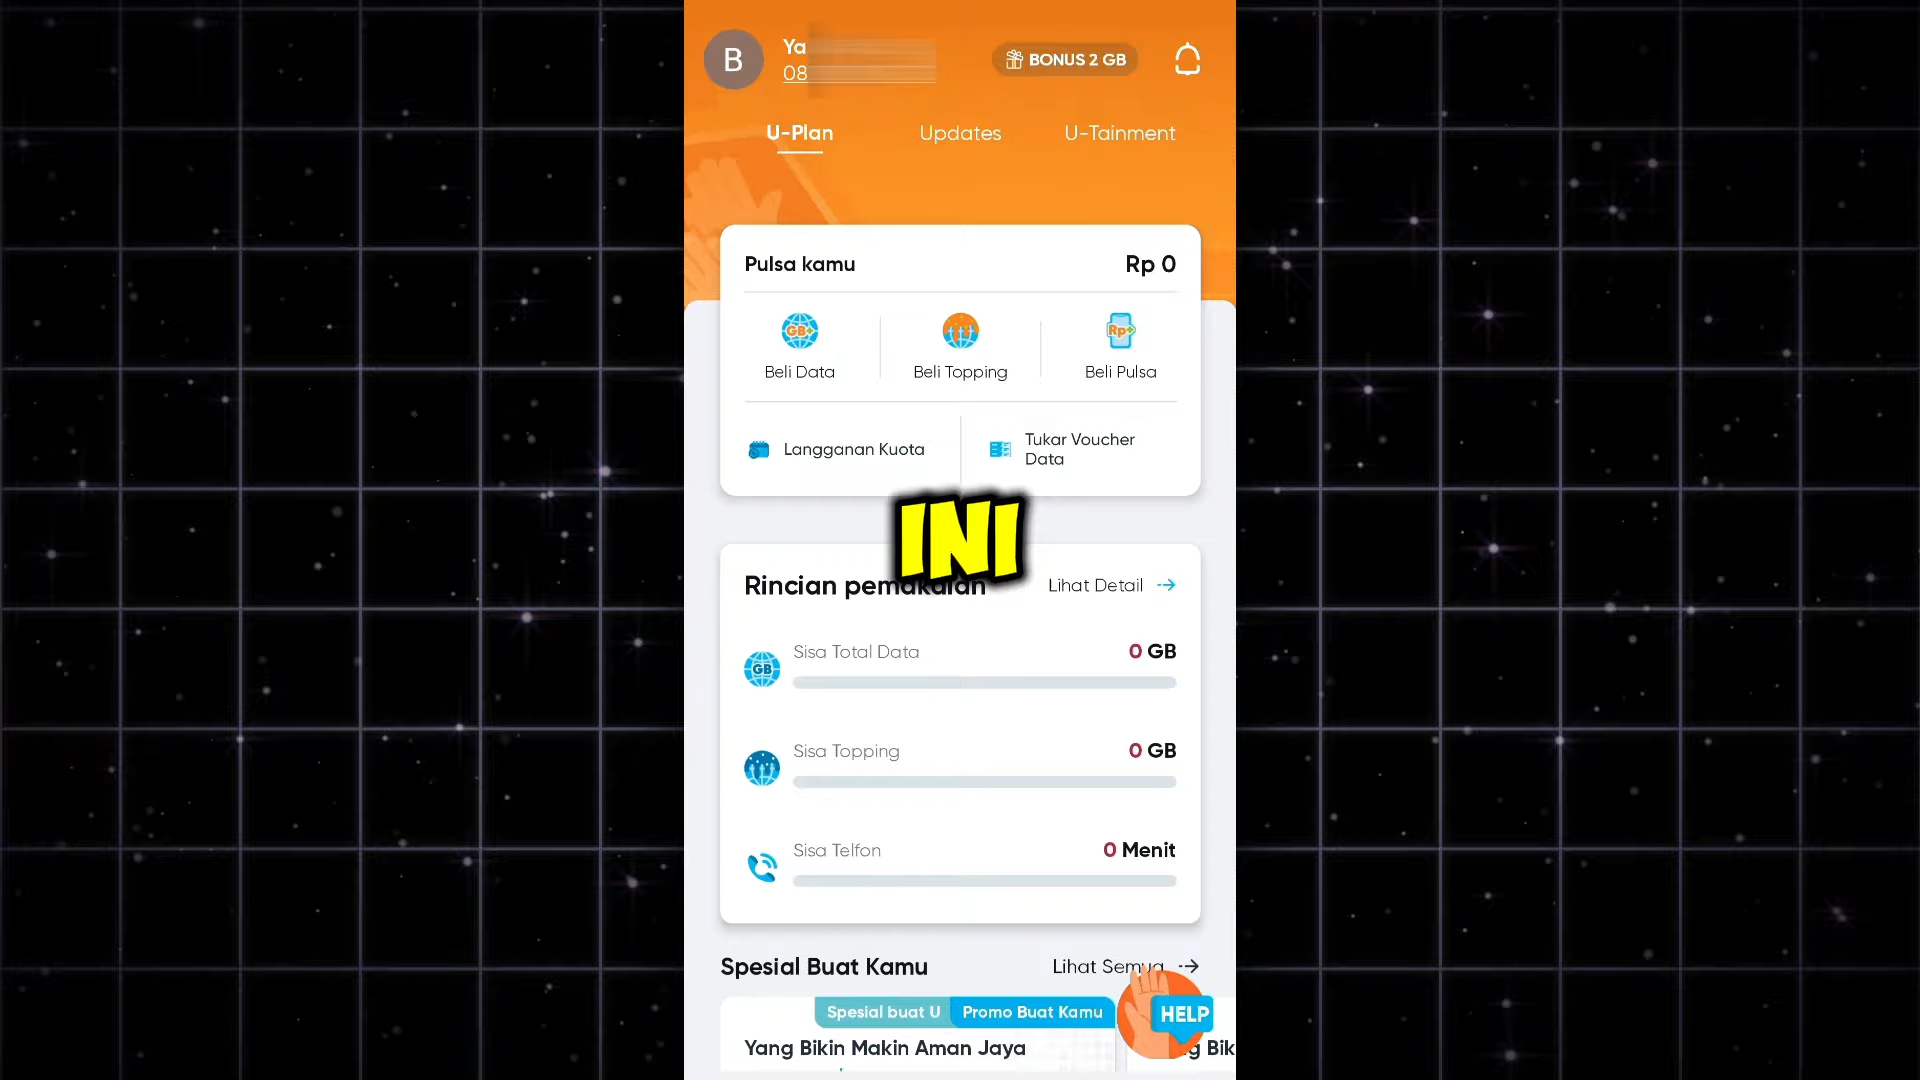 B
Ya
08
BONUS 2 GB
U-Plan
Updates
U-Tainment
Pulsa kamu
Rp 0
GB+
Rp+
Beli Data
Beli Topping
Beli Pulsa
Langganan Kuota
Tukar Voucher
Data
INI
Rincian pemakaian
Lihat Detail
Sisa Total Data
0 GB
GB
Sisa Topping
0 GB
Sisa Telfon
0 Menit
Spesial Buat Kamu
Lihat Semua
Spesial buat U
Promo Buat Kamu
HELP
Yang Bikin Makin Aman Jaya
g Bik